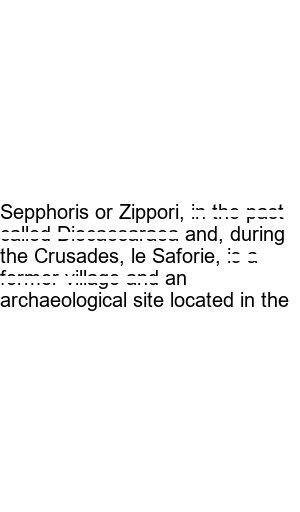 Sepphoris or Zippori, in the past
called and, during
the Crusades, le Saforie, is a
former village and an
archaeological site located in the